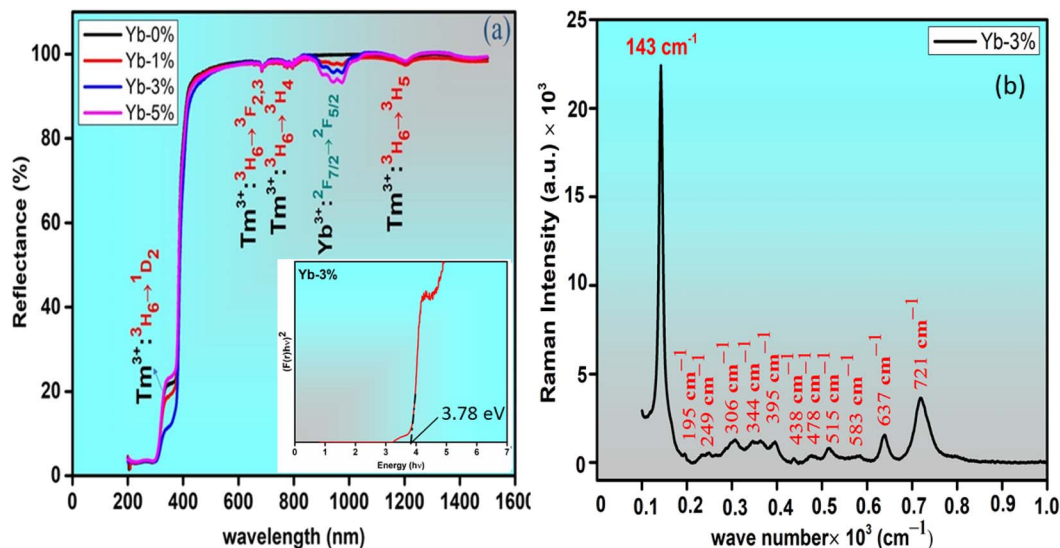 (a)
Yb-0%
Yb-1%
Yb-3%
Yb-5%
Reflectance (%)
100
80
60
40
20
0
Tm³⁺:³H₆→¹D₂
Tm³⁺:³H₆→³F₂,₃
Tm³⁺:³H₆→³H₄
Yb³⁺:²F₇/₂→²F₅/₂
Tm³⁺:³H₆→³H₅
Yb-3%
(F(r)hν)²
3.78 eV
0 1 2 3 4 5 6 7
Energy (hν)
0 200 400 600 800 1000 1200 1400 1600
wavelength (nm)
(b)
Yb-3%
Raman Intensity (a.u.) × 10³
25
20
15
10
5
0
143 cm⁻¹
195 cm⁻¹
249 cm⁻¹
306 cm⁻¹
344 cm⁻¹
395 cm⁻¹
438 cm⁻¹
478 cm⁻¹
515 cm⁻¹
583 cm⁻¹
637 cm⁻¹
721 cm⁻¹
0 0.1 0.2 0.3 0.4 0.5 0.6 0.7 0.8 0.9 1.0
wave number× 10³ (cm⁻¹)